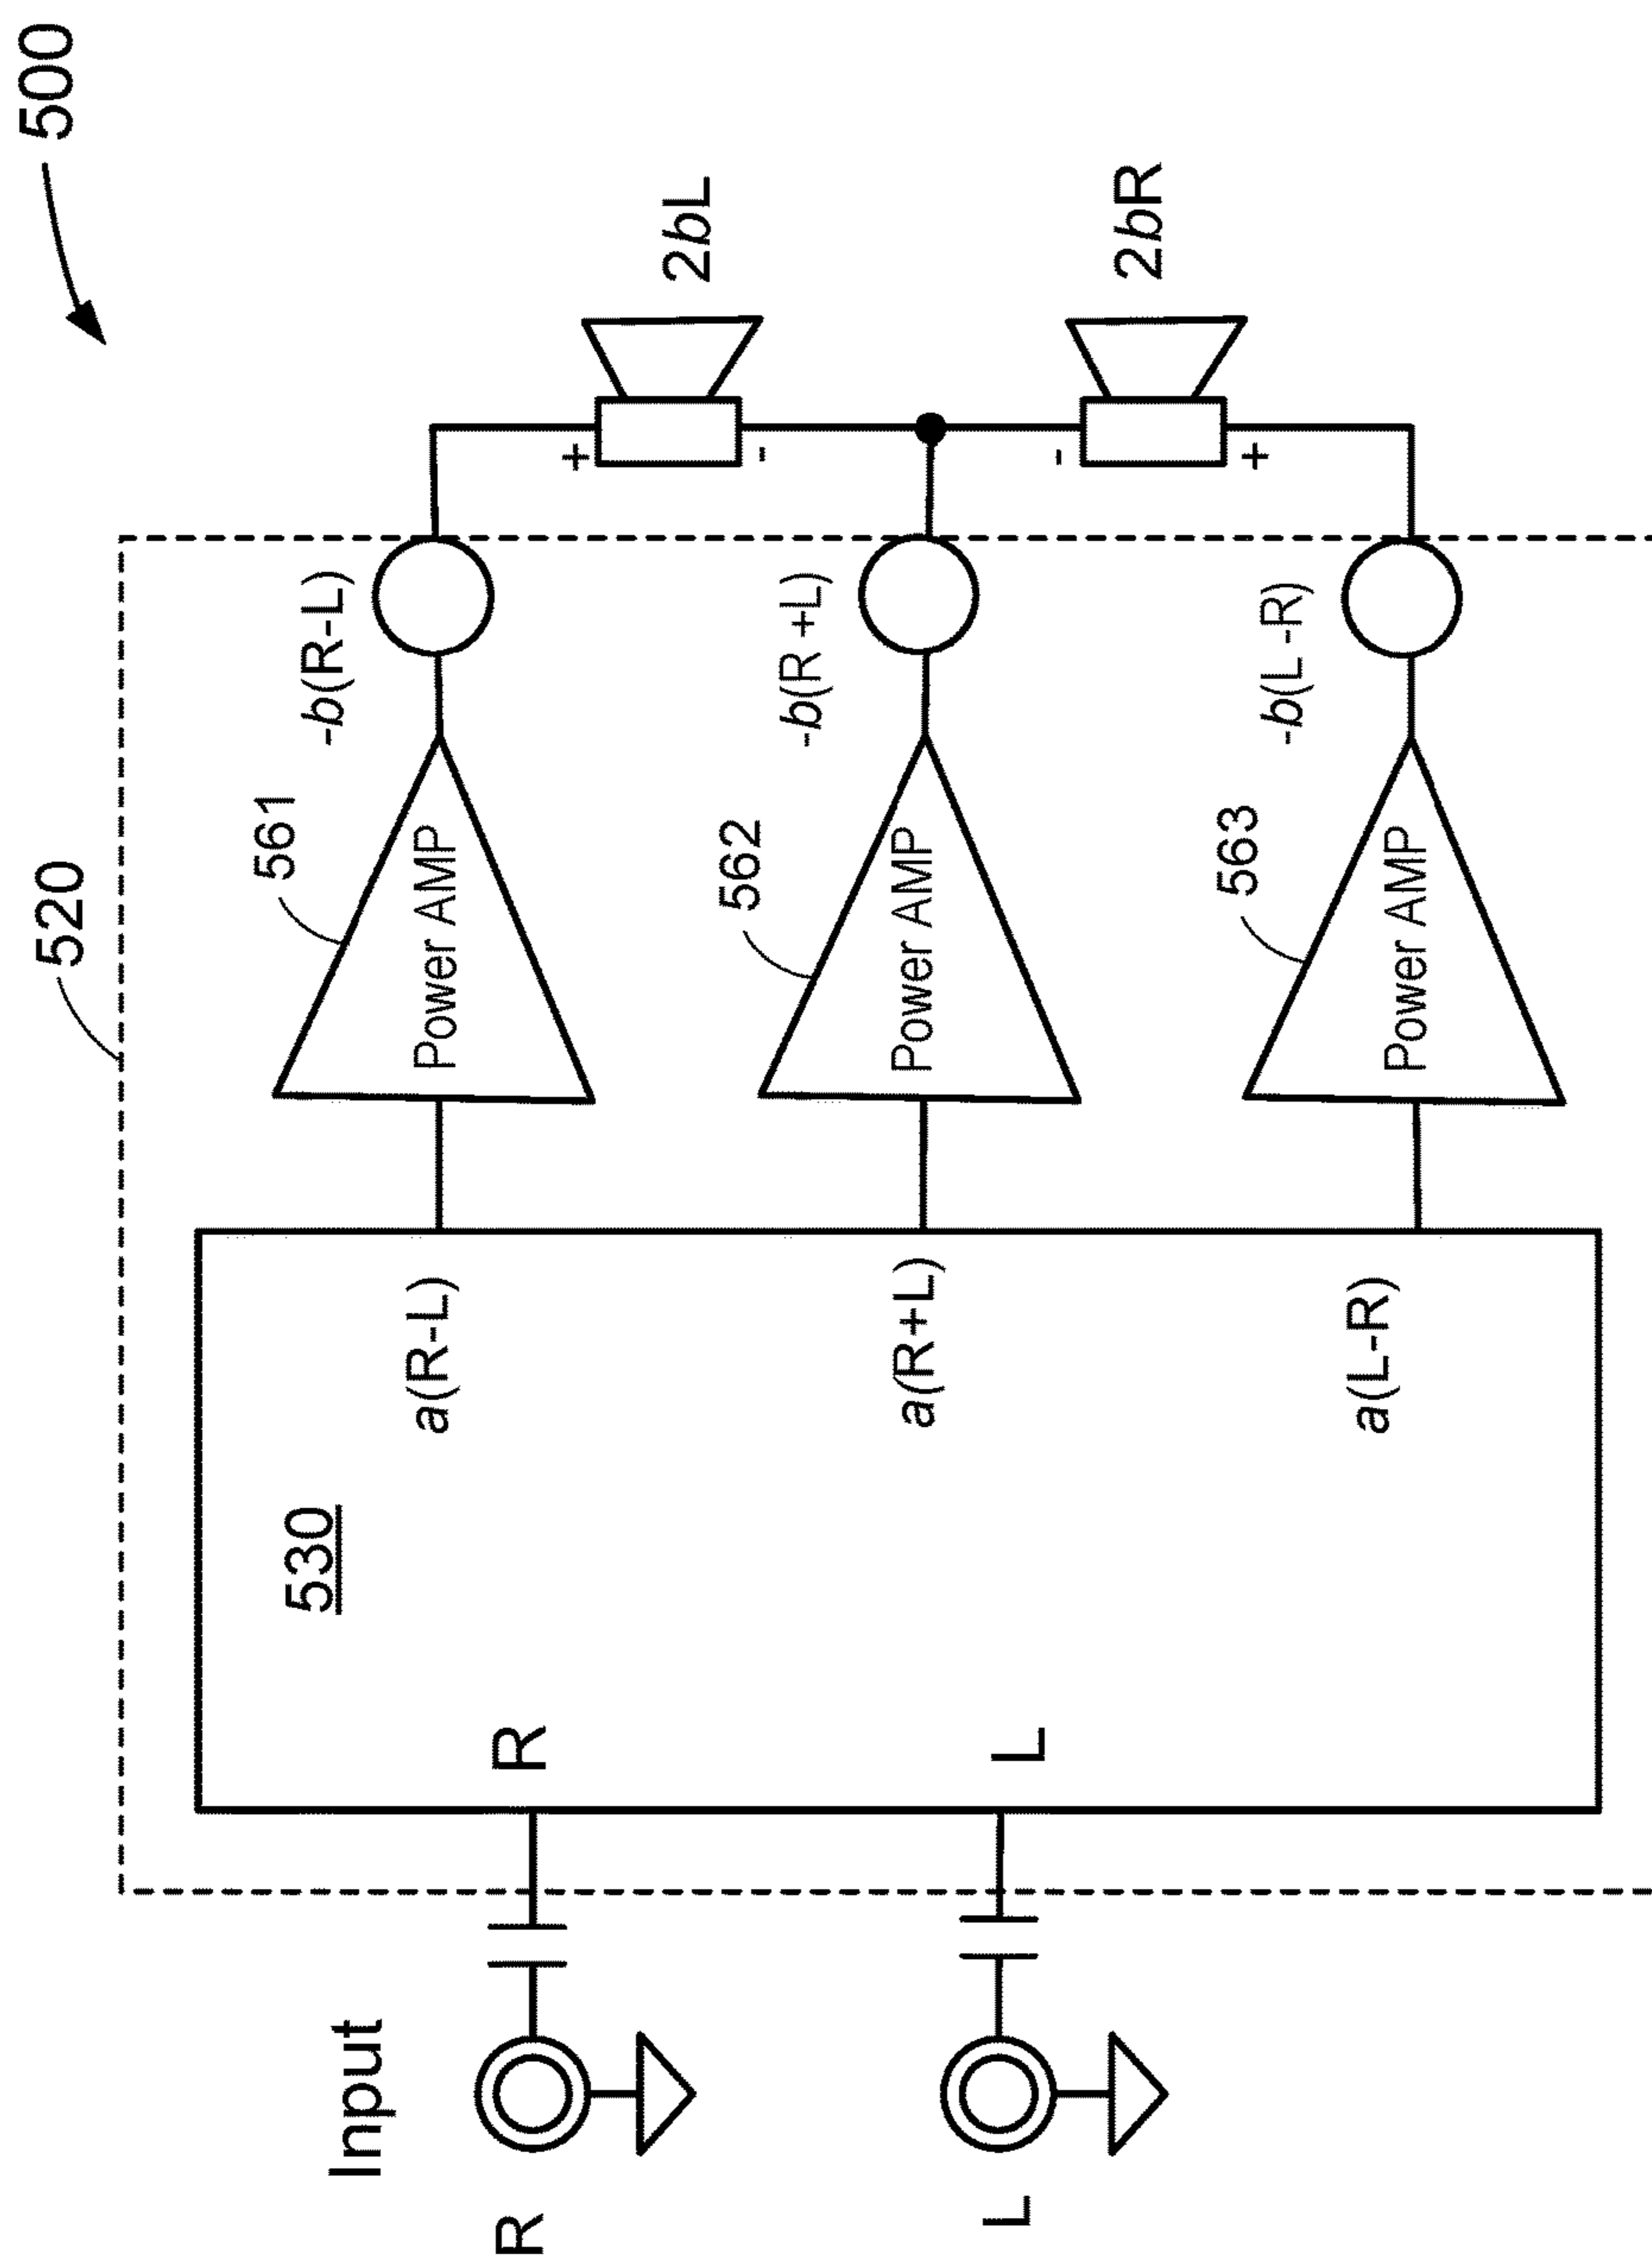 500
520
Input
R
L
530
R
L
a(R-L)
a(R+L)
a(L-R)
561
Power AMP
562
Power AMP
563
Power AMP
-b(R-L)
-b(R +L)
-b(L -R)
+
-
-
+
2bL
2bR